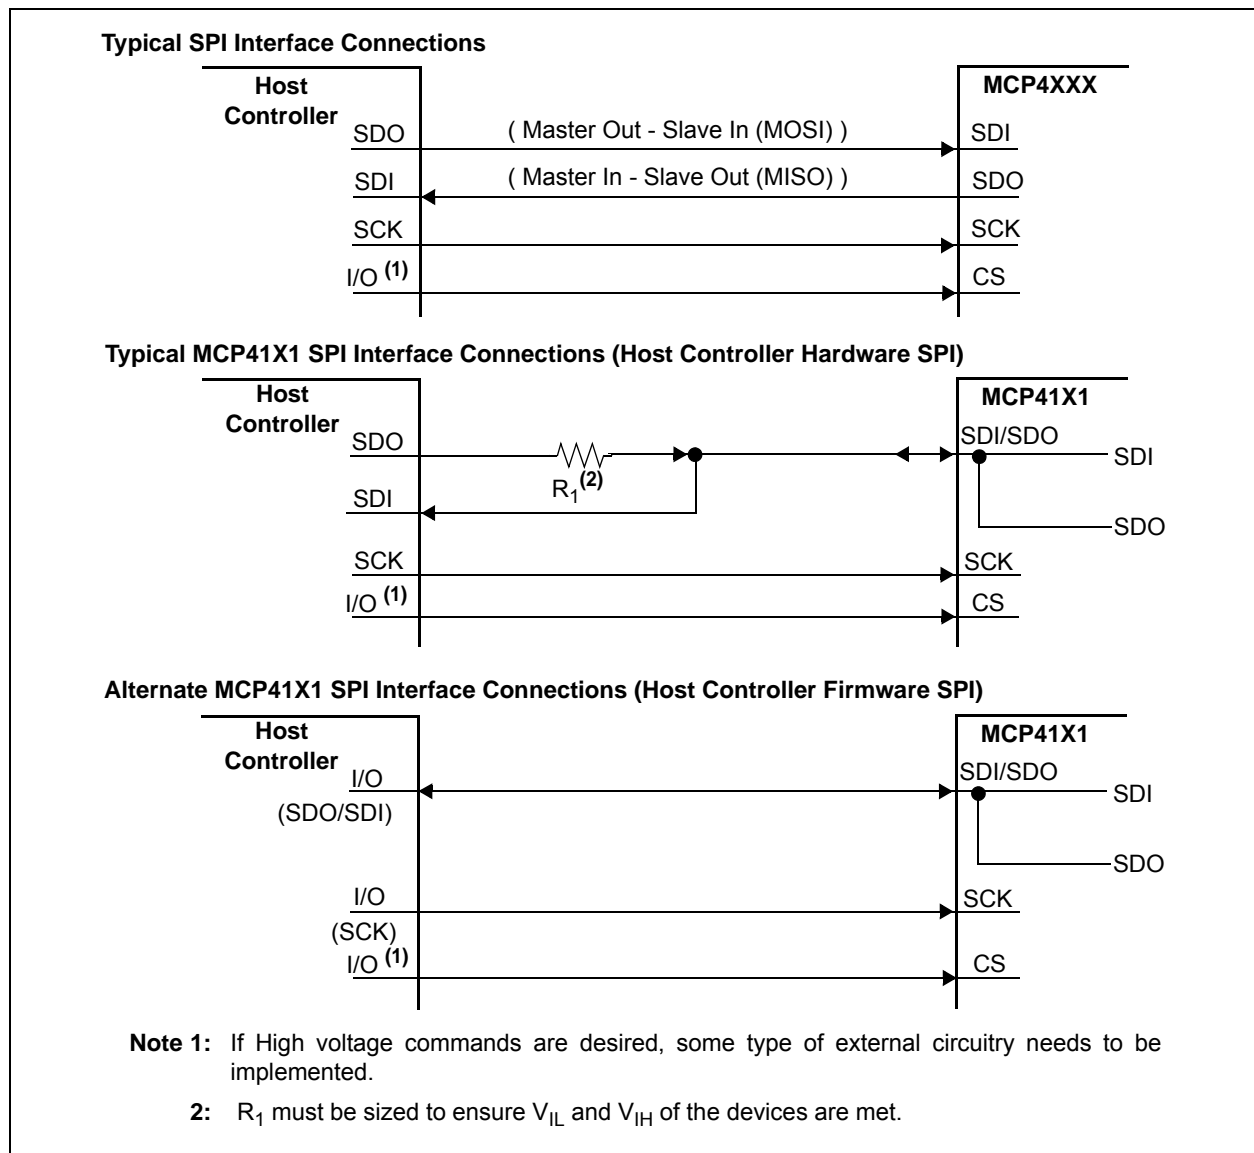 Typical SPI Interface Connections
Host
Controller
MCP4XXX
SDO
( Master Out - Slave In (MOSI) )
SDI
SDI
( Master In - Slave Out (MISO) )
SDO
SCK
SCK
I/O (1)
CS
Typical MCP41X1 SPI Interface Connections (Host Controller Hardware SPI)
Host
Controller
MCP41X1
SDO
R1(2)
SDI/SDO
SDI
SDI
SDO
SCK
SCK
I/O (1)
CS
Alternate MCP41X1 SPI Interface Connections (Host Controller Firmware SPI)
Host
Controller
MCP41X1
I/O
(SDO/SDI)
SDI/SDO
SDI
SDO
I/O
(SCK)
SCK
I/O (1)
CS
Note 1: If High voltage commands are desired, some type of external circuitry needs to be
implemented.
2: R1 must be sized to ensure VIL and VIH of the devices are met.